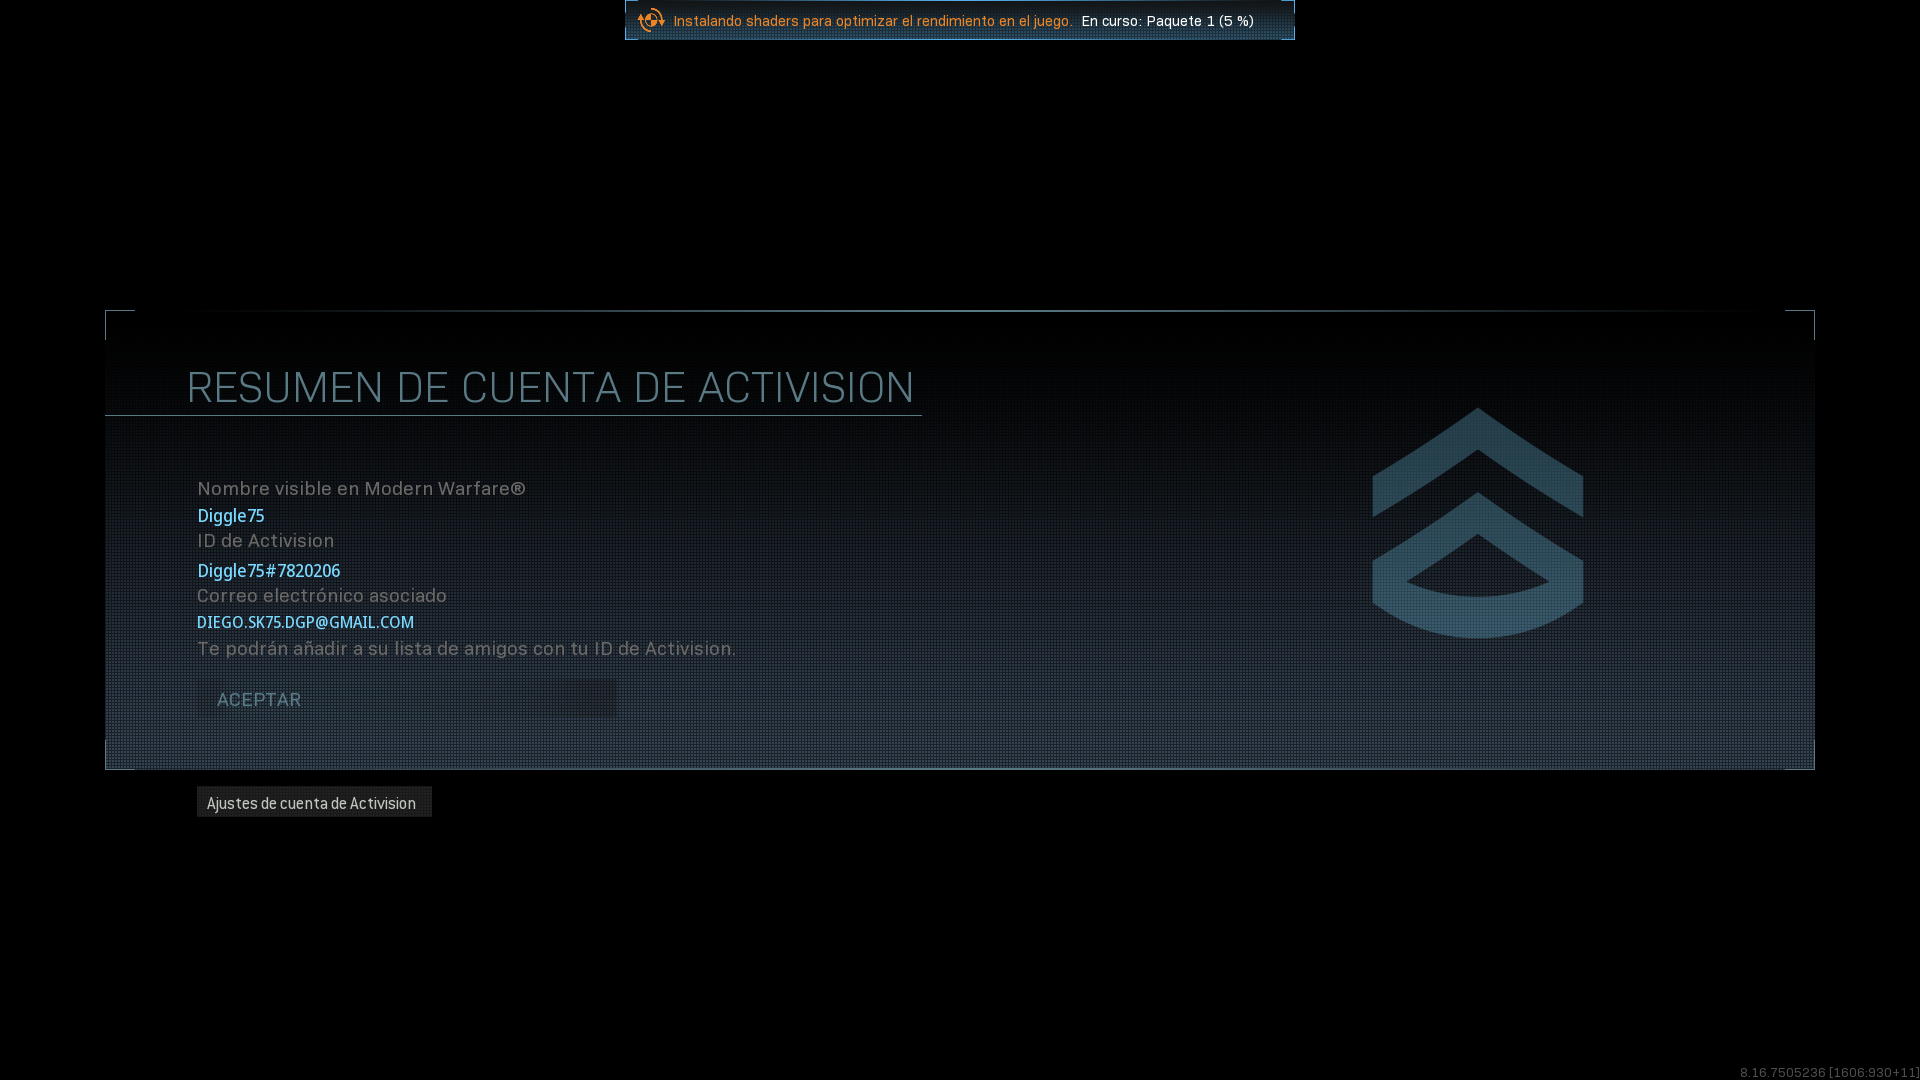 Instalando shaders para optimizar el rendimiento en el juego. En curso: Paquete 1 (5 %)
RESUMEN DE CUENTA DE ACTIVISION
Nombre visible en Modern Warfare®
Diggle75
ID de Activision
Diggle75#7820206
Correo electrónico asociado
DIEGO.SK75.DGP@GMAIL.COM
Te podrán añadir a su lista de amigos con tu ID de Activision.
ACEPTAR
Ajustes de cuenta de Activision
8.16.7505236 [1606:930+11]